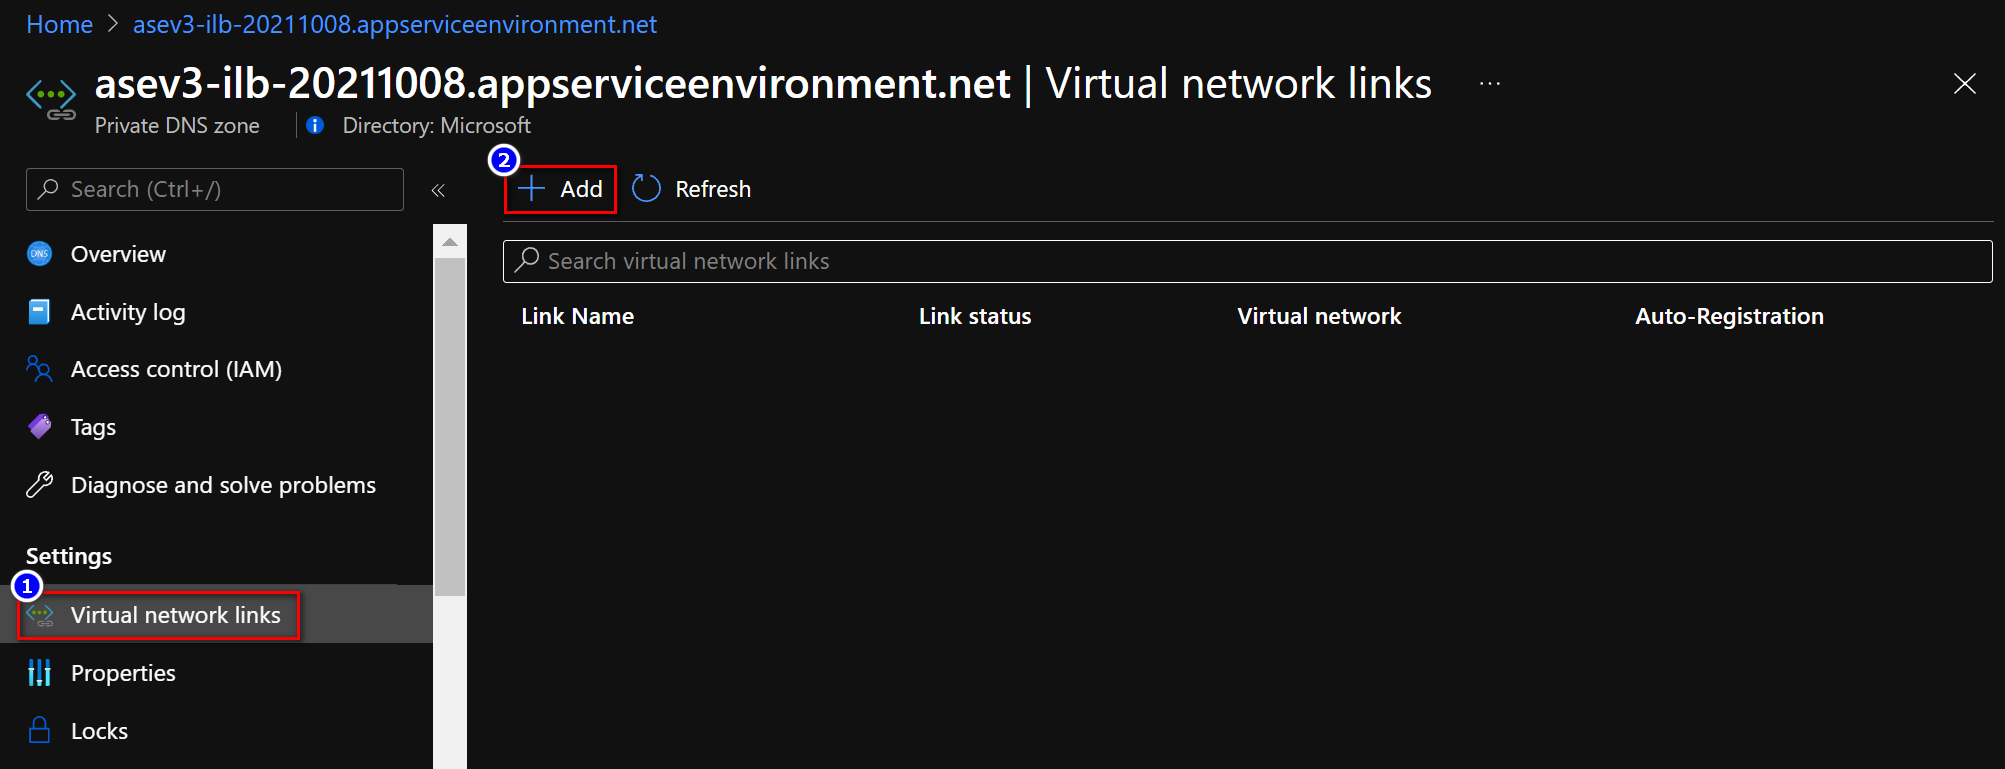 Home > asev3-ilb-20211008.appserviceenvironment.net
asev3-ilb-20211008.appserviceenvironment.net | Virtual network links ...
Private DNS zone | i Directory: Microsoft
Search (Ctrl+/) «
2
Add Refresh
Search virtual network links
Link Name Link status Virtual network Auto-Registration
DNS Overview
Activity log
Access control (IAM)
Tags
Diagnose and solve problems
Settings
1
Virtual network links
Properties
Locks